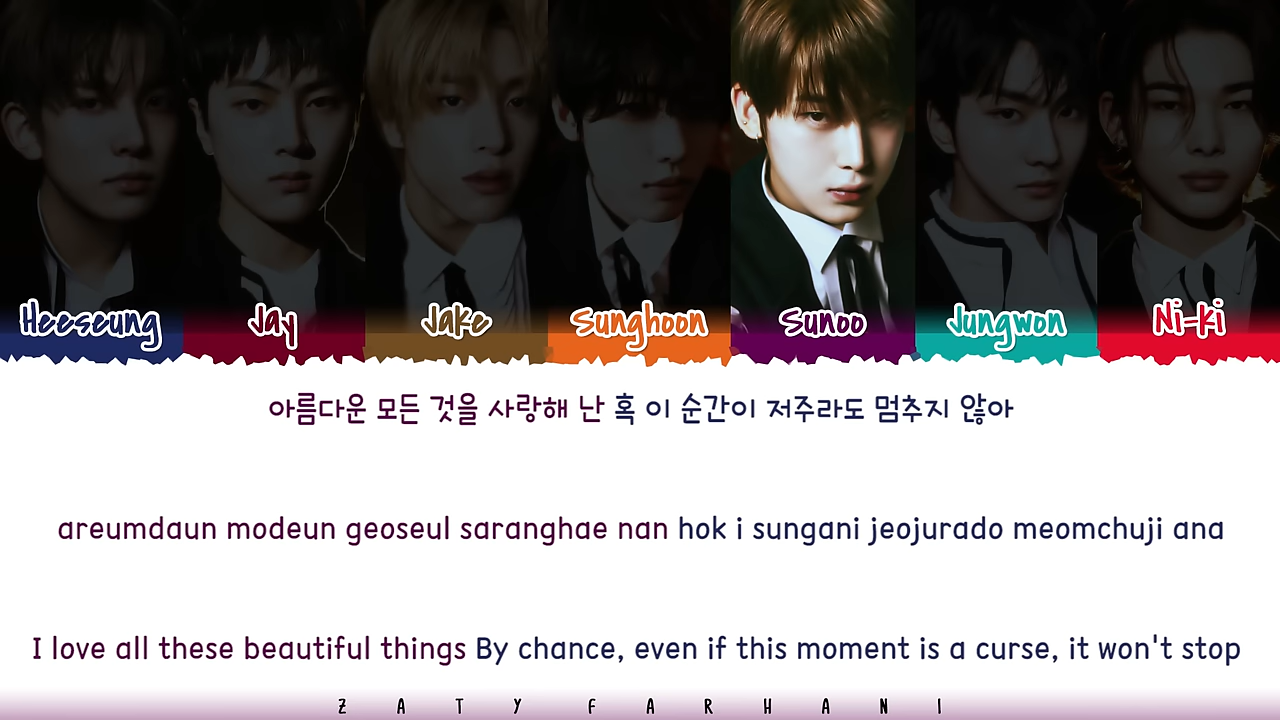 Heeseung Jay Jake Sunghoon Sunoo Jungwon Ni-ki
아름다운 모든 것을 사랑해 난 혹 이 순간이 저주라도 멈추지 않아
areumdaun modeun geoseul saranghae nan hok i sungani jeojurado meomchuji ana
I love all these beautiful things By chance, even if this moment is a curse, it won't stop
ZATY FARHANI